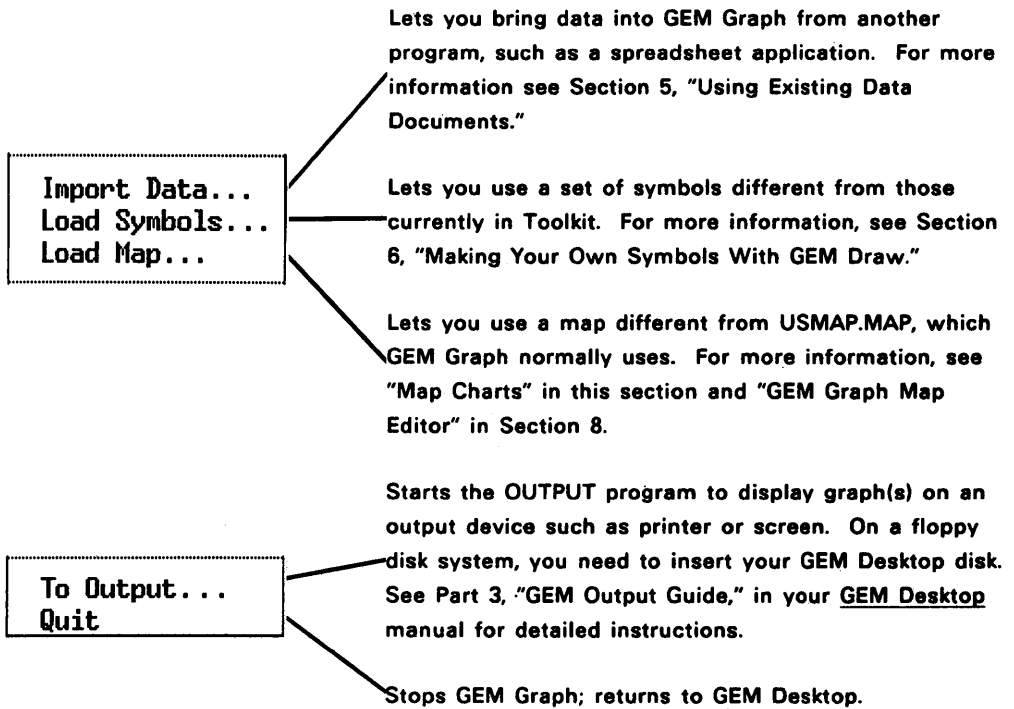 Lets you bring data into GEM Graph from another
program, such as a spreadsheet application. For more
information see Section 5, "Using Existing Data
Documents."
Import Data...
Load Symbols...
Load Map...
Lets you use a set of symbols different from those
currently in Toolkit. For more information, see Section
6, "Making Your Own Symbols With GEM Draw."
Lets you use a map different from USMAP.MAP, which
GEM Graph normally uses. For more information, see
"Map Charts" in this section and "GEM Graph Map
Editor" in Section 8.
Starts the OUTPUT program to display graph(s) on an
output device such as printer or screen. On a floppy
disk system, you need to insert your GEM Desktop disk.
See Part 3, "GEM Output Guide," in your GEM Desktop
manual for detailed instructions.
To Output...
Quit
Stops GEM Graph; returns to GEM Desktop.